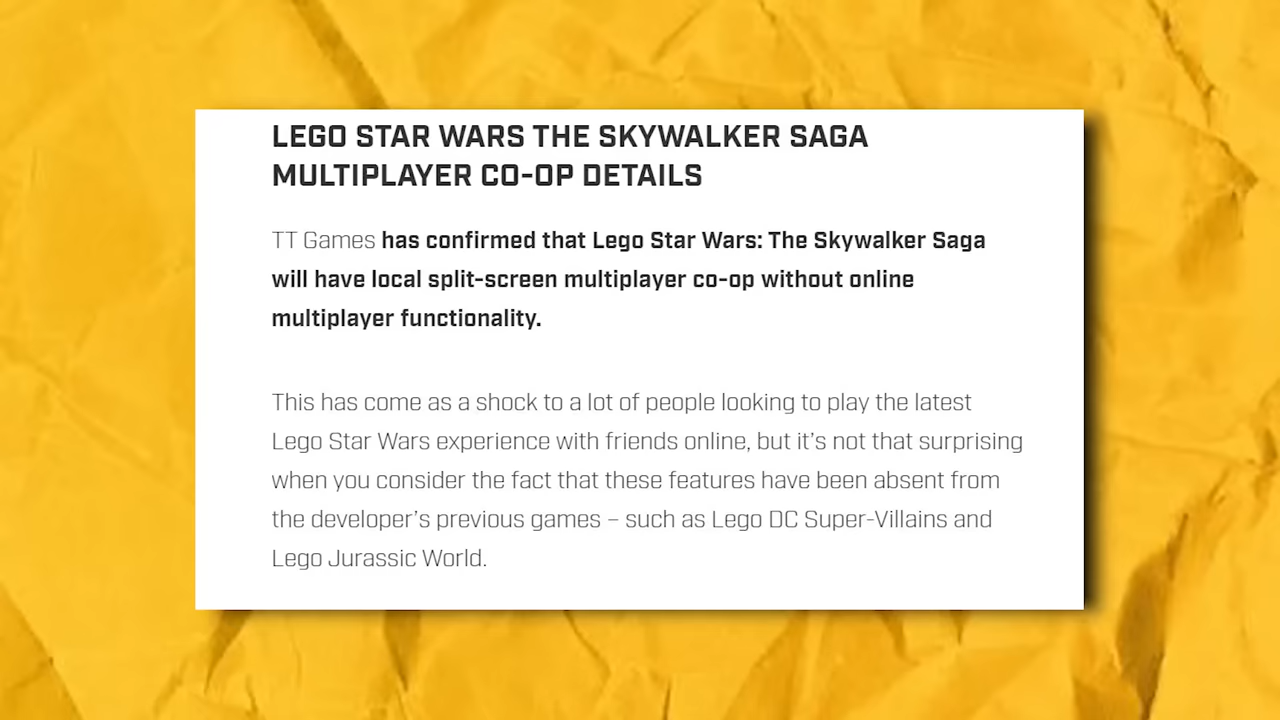 LEGO STAR WARS THE SKYWALKER SAGA
MULTIPLAYER CO-OP DETAILS
TT Games has confirmed that Lego Star Wars: The Skywalker Saga
will have local split-screen multiplayer co-op without online
multiplayer functionality.
This has come as a shock to a lot of people looking to play the latest
Lego Star Wars experience with friends online, but it’s not that surprising
when you consider the fact that these features have been absent from
the developer’s previous games – such as Lego DC Super-Villains and
Lego Jurassic World.